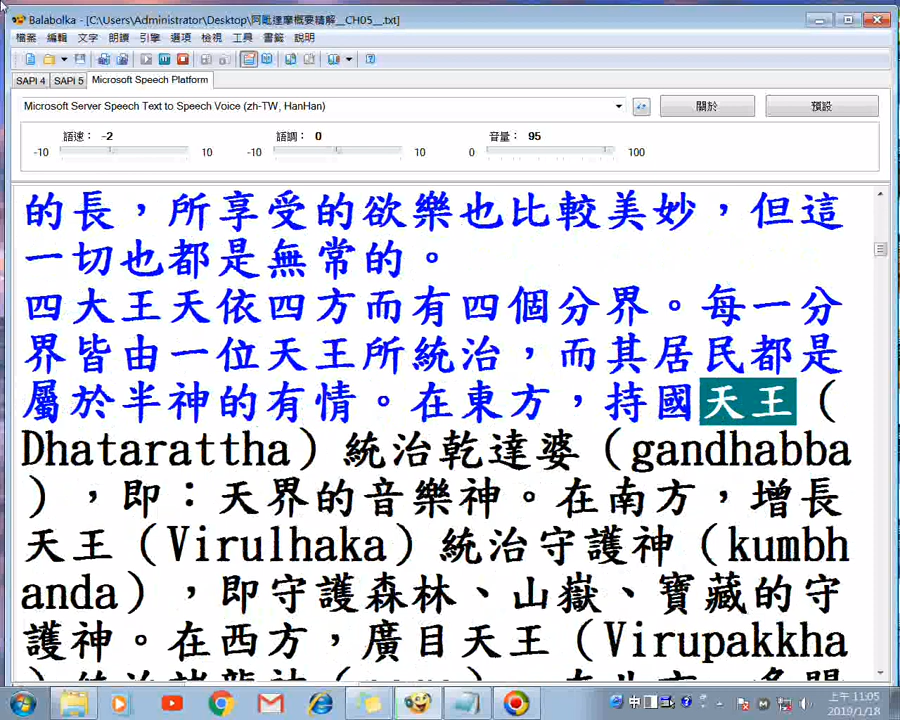 Balabolka - [C:\Users\Administrator\Desktop\阿毗達摩概要精解__CH05__.txt]
檔案 編輯 文字 朗讀 引擎 選項 檢視 工具 書籤 說明
SAPI 4 SAPI 5 Microsoft Speech Platform
Microsoft Server Speech Text to Speech Voice (zh-TW, HanHan) 關於 預設
語速： -2 語調： 0 音量： 95
-10 10 -10 10 0 100
的長，所享受的欲樂也比較美妙，但這
一切也都是無常的。
四大王天依四方而有四個分界。每一分
界皆由一位天王所統治，而其居民都是
屬於半神的有情。在東方，持國天王（
Dhatarattha）統治乾達婆（gandhabba
），即：天界的音樂神。在南方，增長
天王（Virulhaka）統治守護神（kumbh
anda），即守護森林、山嶽、寶藏的守
護神。在西方，廣目天王（Virupakkha
中 上午 11:05
2019/1/18